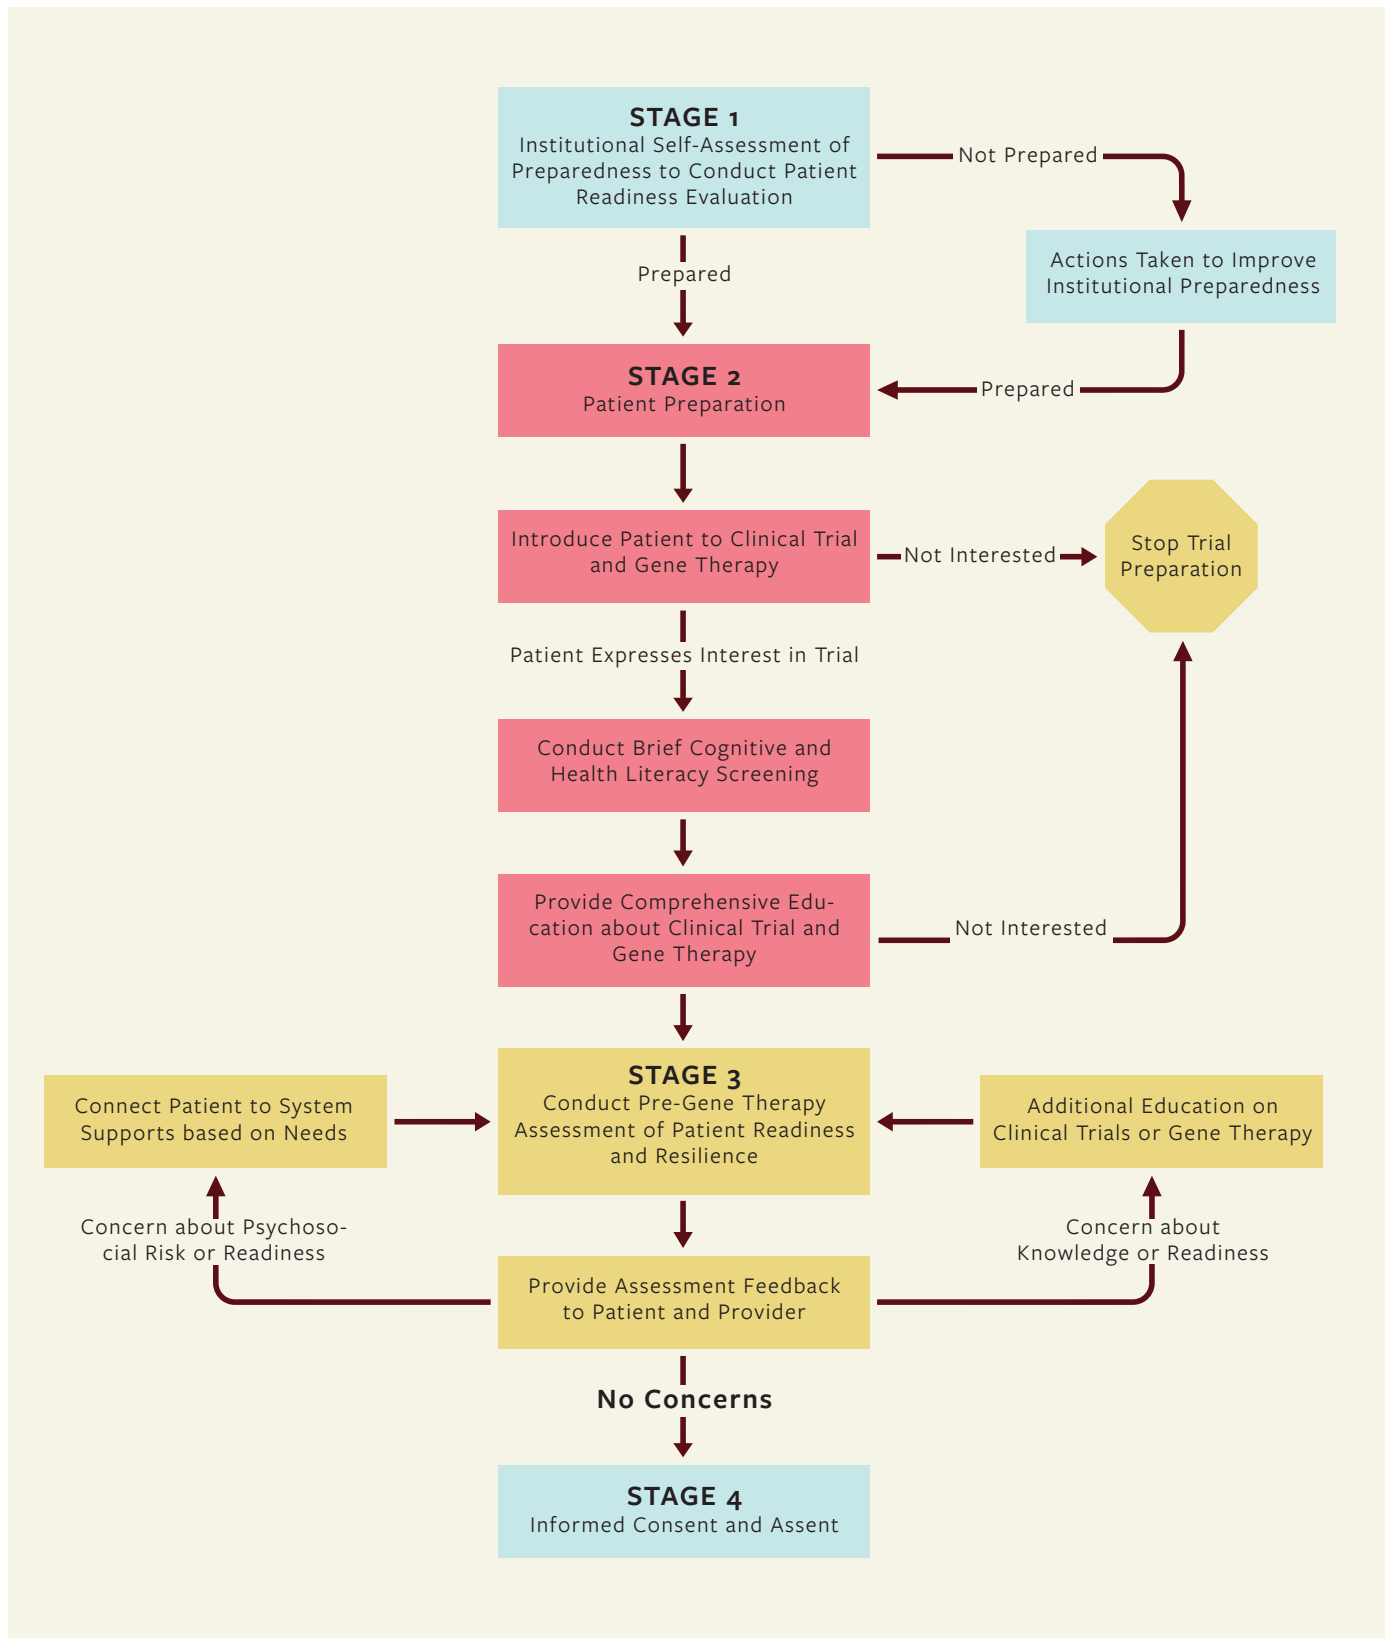 STAGE 1
Institutional Self-Assessment of
Preparedness to Conduct Patient
Readiness Evaluation
Not Prepared
Prepared
Actions Taken to Improve
Institutional Preparedness
STAGE 2
Patient Preparation
Prepared
Introduce Patient to Clinical Trial
and Gene Therapy
Not Interested
Stop Trial
Preparation
Patient Expresses Interest in Trial
Conduct Brief Cognitive and
Health Literacy Screening
Provide Comprehensive Edu-
cation about Clinical Trial and
Gene Therapy
Not Interested
STAGE 3
Conduct Pre-Gene Therapy
Assessment of Patient Readiness
and Resilience
Connect Patient to System
Supports based on Needs
Additional Education on
Clinical Trials or Gene Therapy
Concern about Psychoso-
cial Risk or Readiness
Concern about
Knowledge or Readiness
Provide Assessment Feedback
to Patient and Provider
No Concerns
STAGE 4
Informed Consent and Assent